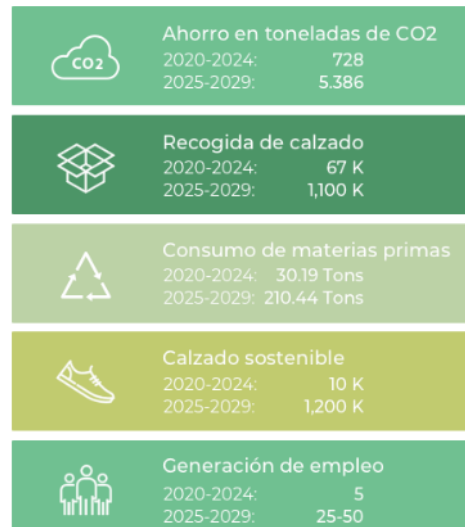 CO2
Ahorro en toneladas de CO2
2020-2024: 728
2025-2029: 5.386
Recogida de calzado
2020-2024: 67 K
2025-2029: 1,100 K
Consumo de materias primas
2020-2024: 30.19 Tons
2025-2029: 210.44 Tons
Calzado sostenible
2020-2024: 10 K
2025-2029: 1,200 K
Generación de empleo
2020-2024: 5
2025-2029: 25-50